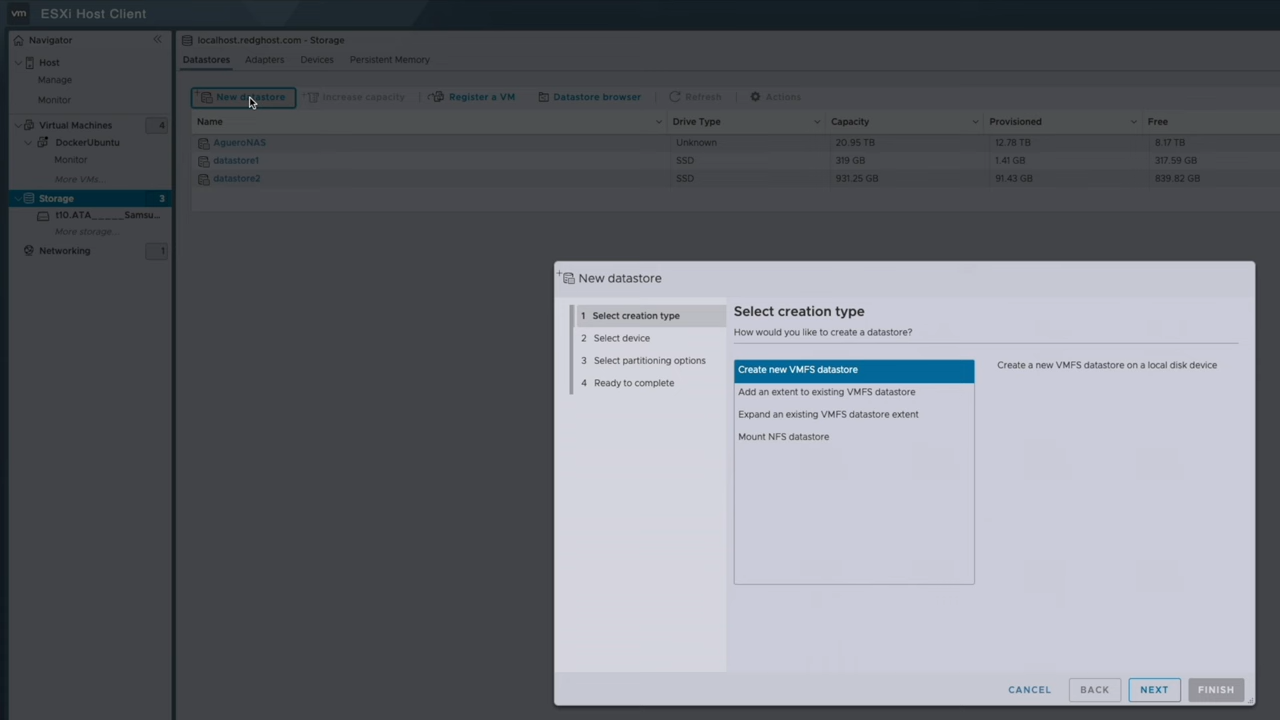 vm ESXi Host Client
Navigator
Host
Manage
Monitor
Virtual Machines 4
DockerUbuntu
Monitor
More VMs...
Storage 3
t10.ATA_____Samsu...
More storage...
Networking 1
localhost.redghost.com - Storage
Datastores Adapters Devices Persistent Memory
New datastore Increase capacity Register a VM Datastore browser Refresh Actions
Name Drive Type Capacity Provisioned Free
AgueroNAS Unknown 20.95 TB 12.78 TB 8.17 TB
datastore1 SSD 319 GB 1.41 GB 317.59 GB
datastore2 SSD 931.25 GB 91.43 GB 839.82 GB
New datastore
1 Select creation type
2 Select device
3 Select partitioning options
4 Ready to complete
Select creation type
How would you like to create a datastore?
Create new VMFS datastore
Add an extent to existing VMFS datastore
Expand an existing VMFS datastore extent
Mount NFS datastore
Create a new VMFS datastore on a local disk device
CANCEL BACK NEXT FINISH